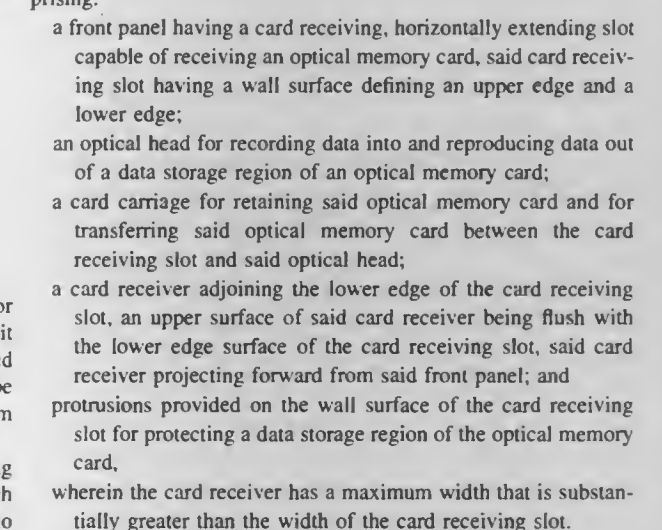 prising:
a front panel having a card receiving, horizontally extending slot
capable of receiving an optical memory card, said card receiv-
ing slot having a wall surface defining an upper edge and a
lower edge;
an optical head for recording data into and reproducing data out
of a data storage region of an optical memory card;
a card carriage for retaining said optical memory card and for
transferring said optical memory card between the card
receiving slot and said optical head;
a card receiver adjoining the lower edge of the card receiving
slot, an upper surface of said card receiver being flush with
the lower edge surface of the card receiving slot, said card
receiver projecting forward from said front panel; and
protrusions provided on the wall surface of the card receiving
slot for protecting a data storage region of the optical memory
card,
wherein the card receiver has a maximum width that is substan-
tially greater than the width of the card receiving slot.